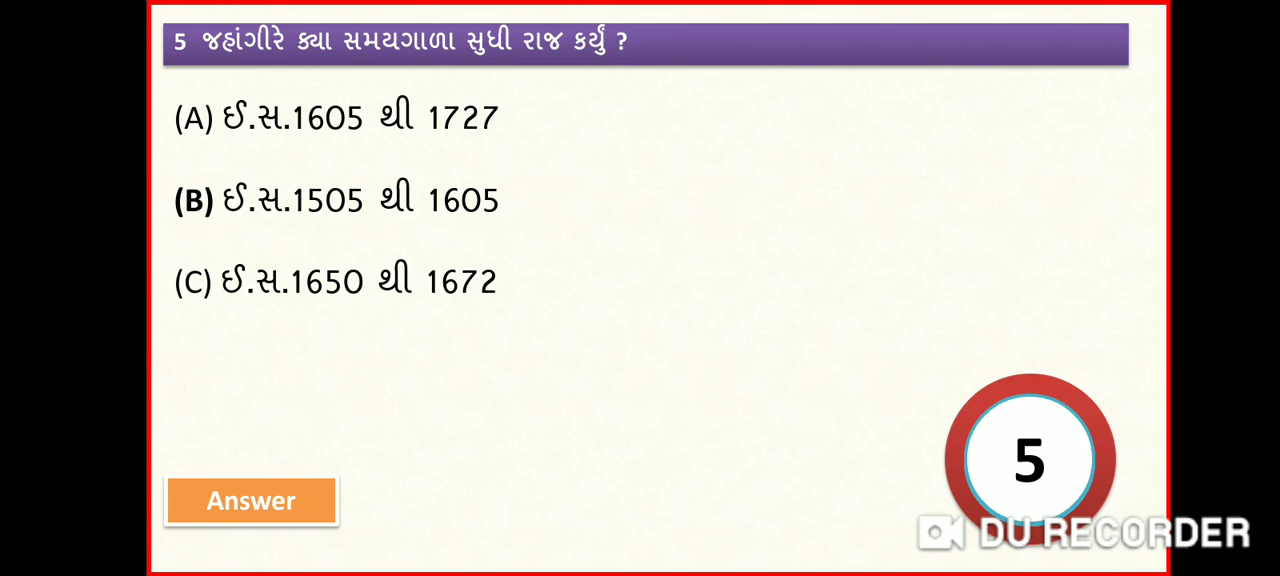 5 જહાંગીરે ક્યા સમયગાળા સુધી રાજ કર્યું ?
(A) ઈ.સ.1605 થી 1727
(B) ઈ.સ.1505 થી 1605
(C) ઈ.સ.1650 થી 1672
5
Answer
DU RECORDER